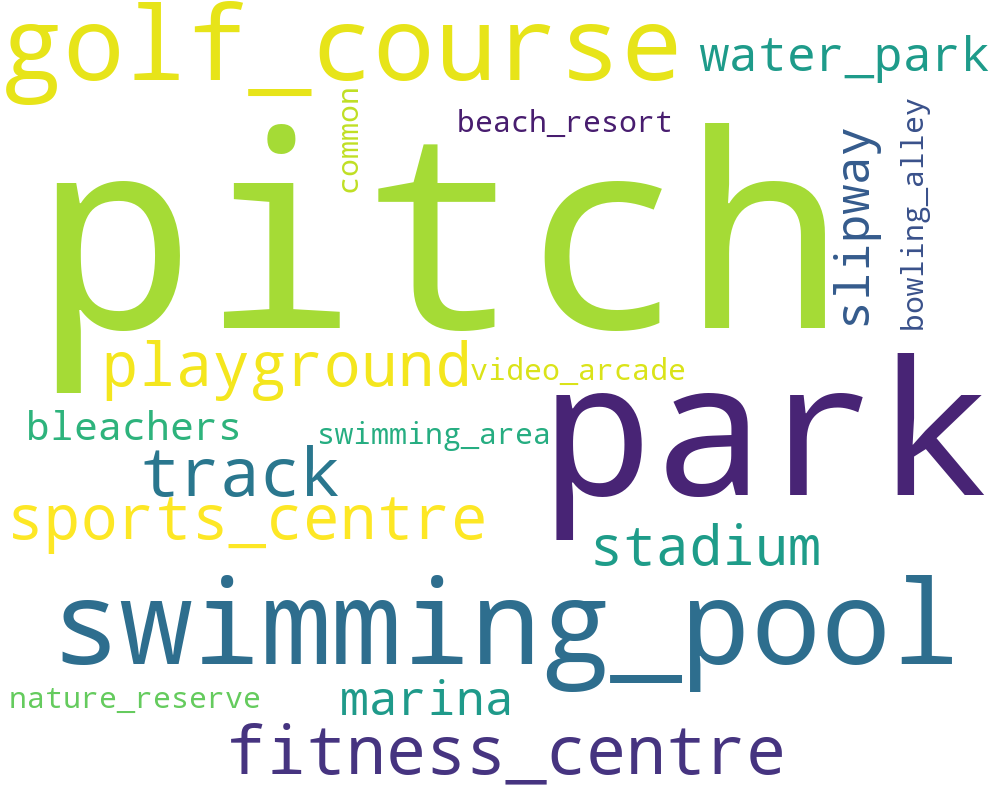 golf_course
water_park
common
beach_resort
pitch
slipway
bowling_alley
playground
video_arcade
park
bleachers
swimming_area
track
sports_centre
stadium
swimming_pool
nature_reserve
marina
fitness_centre